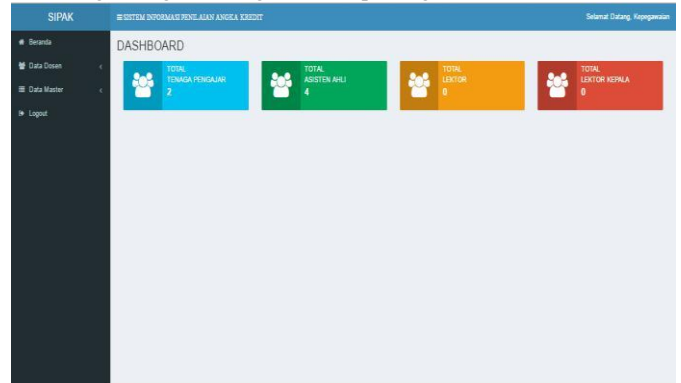 SIPAK
SISTEM INFORMASI PENILAIAN ANGKA KREDIT
Selamat Datang, Kepegawaian
Beranda
Data Dosen
Data Master
Logout
DASHBOARD
TOTAL
TENAGA PENGAJAR
2
TOTAL
ASISTEN AHLI
4
TOTAL
LEKTOR
0
TOTAL
LEKTOR KEPALA
0